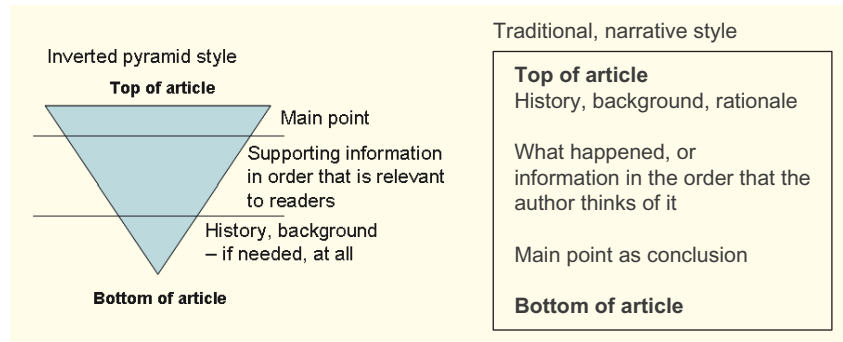 Inverted pyramid style
Top of article
Main point
Supporting information
in order that is relevant
to readers
History, background
– if needed, at all
Bottom of article
Traditional, narrative style
Top of article
History, background, rationale
What happened, or
information in the order that the
author thinks of it
Main point as conclusion
Bottom of article